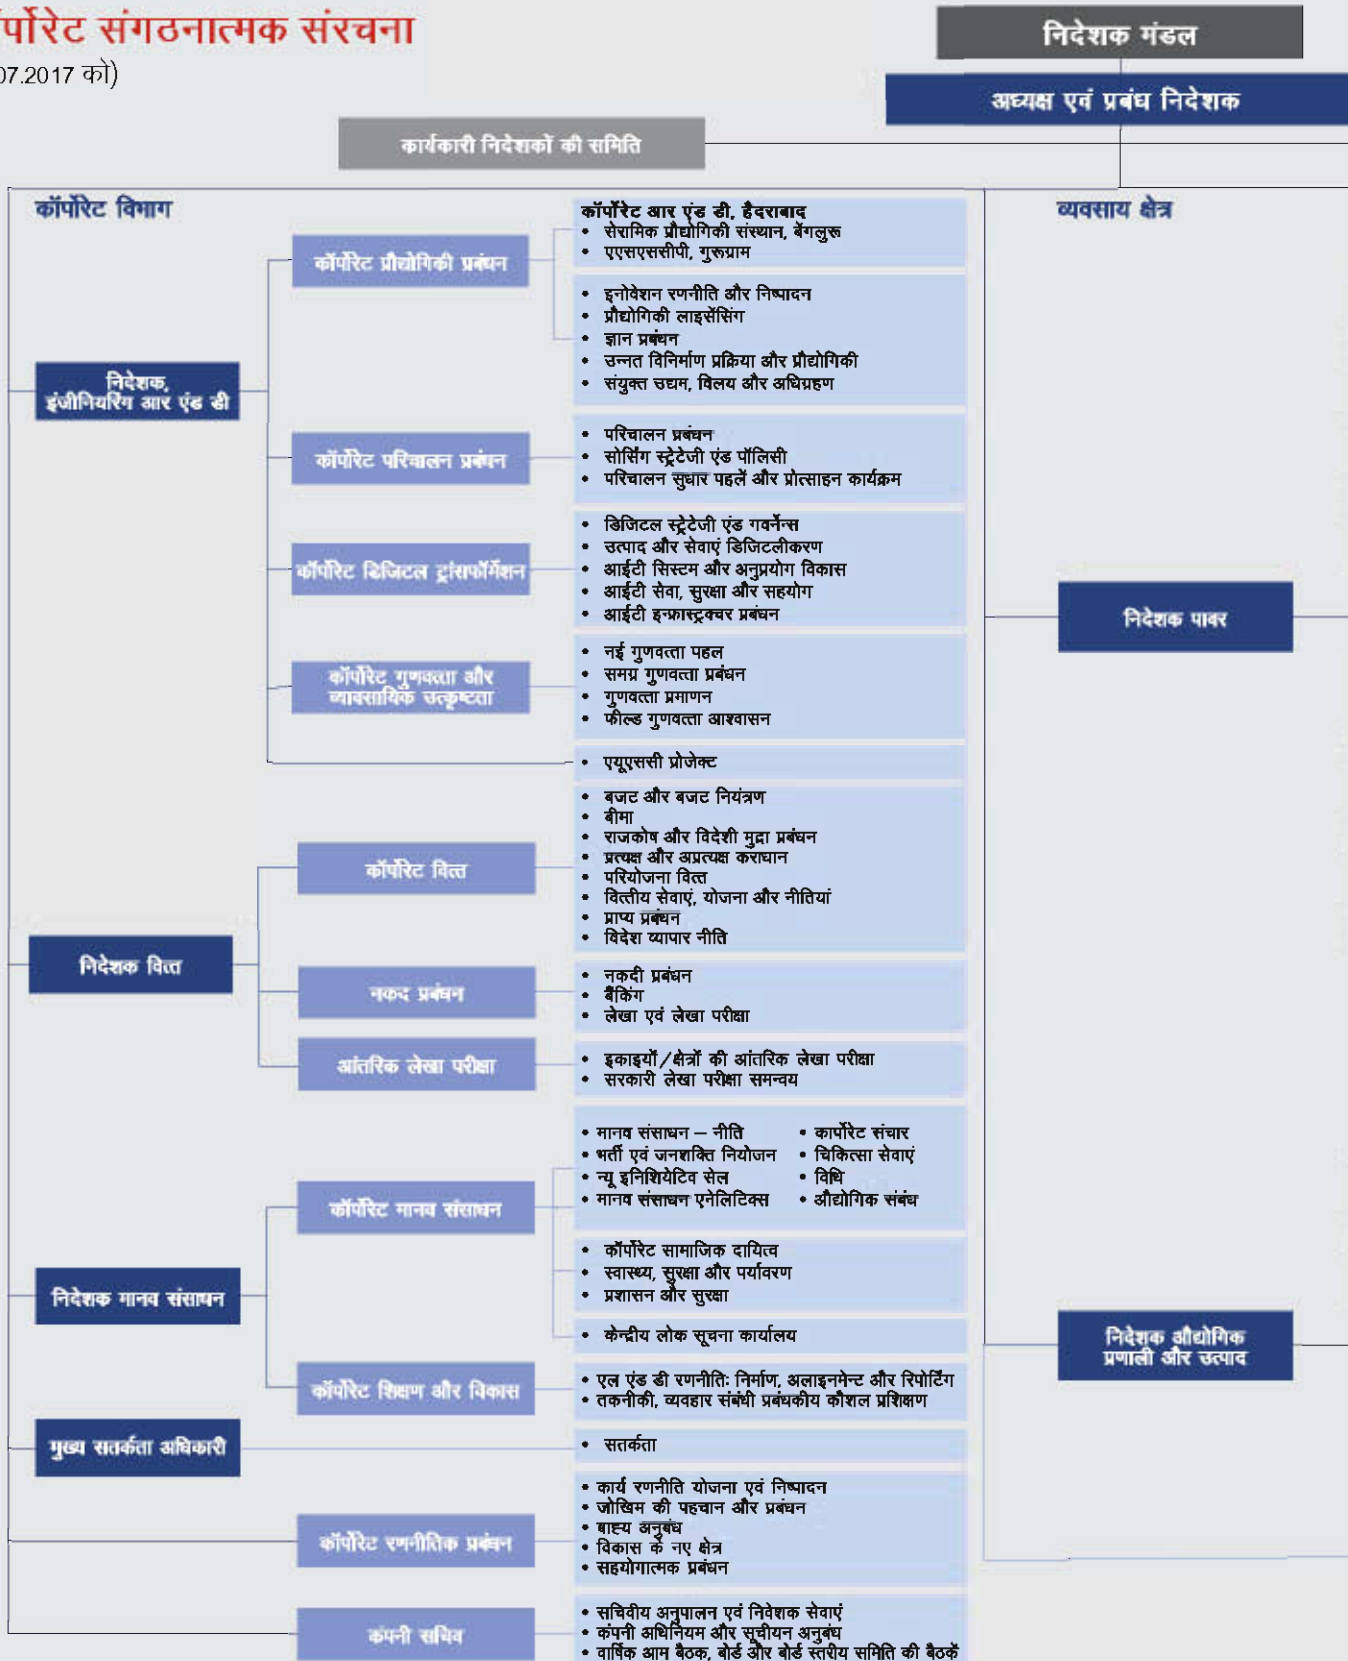 र्पोरेट संगठनात्मक संरचना
07.2017 को)
निदेशक मंडल
अध्यक्ष एवं प्रबंध निदेशक
कार्यकारी निदेशकों की समिति
कॉर्पोरेट विभाग
व्यवसाय क्षेत्र
निदेशक,
इंजीनियरिंग आर एंड डी
कॉर्पोरेट प्रौद्योगिकी प्रबंधन
कॉर्पोरेट आर एंड डी, हैदराबाद
• सेरामिक प्रौद्योगिकी संस्थान, बेंगलुरू
• एएसएससीपी, गुरूग्राम
• इनोवेशन रणनीति और निष्पादन
• प्रौद्योगिकी लाइसेंसिंग
• ज्ञान प्रबंधन
• उन्नत विनिर्माण प्रक्रिया और प्रौद्योगिकी
• संयुक्त उद्यम, विलय और अधिग्रहण
कॉर्पोरेट परिचालन प्रबंधन
• परिचालन प्रबंधन
• सोर्सिंग स्ट्रेटेजी एंड पॉलिसी
• परिचालन सुधार पहलें और प्रोत्साहन कार्यक्रम
कॉर्पोरेट डिजिटल ट्रांसफॉर्मेशन
• डिजिटल स्ट्रेटेजी एंड गवर्नेन्स
• उत्पाद और सेवाएं डिजिटलीकरण
• आईटी सिस्टम और अनुप्रयोग विकास
• आईटी सेवा, सुरक्षा और सहयोग
• आईटी इन्फ्रास्ट्रक्चर प्रबंधन
कॉर्पोरेट गुणवत्ता और
व्यावसायिक उत्कृष्टता
• नई गुणवत्ता पहल
• समग्र गुणवत्ता प्रबंधन
• गुणवत्ता प्रमाणन
• फील्ड गुणवत्ता आश्वासन
• एयूएससी प्रोजेक्ट
निदेशक वित्त
कॉर्पोरेट वित्त
• बजट और बजट नियंत्रण
• बीमा
• राजकोष और विदेशी मुद्रा प्रबंधन
• प्रत्यक्ष और अप्रत्यक्ष कराधान
• परियोजना वित्त
• वित्तीय सेवाएं, योजना और नीतियां
• प्राप्य प्रबंधन
• विदेश व्यापार नीति
नकद प्रबंधन
• नकदी प्रबंधन
• बैंकिंग
• लेखा एवं लेखा परीक्षा
आंतरिक लेखा परीक्षा
• इकाइयों/क्षेत्रों की आंतरिक लेखा परीक्षा
• सरकारी लेखा परीक्षा समन्वय
निदेशक मानव संसाधन
कॉर्पोरेट मानव संसाधन
• मानव संसाधन – नीति
• भर्ती एवं जनशक्ति नियोजन
• न्यू इनिशियेटिव सेल
• मानव संसाधन एनेलिटिक्स
• कार्पोरेट संचार
• चिकित्सा सेवाएं
• विधि
• औद्योगिक संबंध
• कॉर्पोरेट सामाजिक दायित्व
• स्वास्थ्य, सुरक्षा और पर्यावरण
• प्रशासन और सुरक्षा
• केन्द्रीय लोक सूचना कार्यालय
कॉर्पोरेट शिक्षण और विकास
• एल एंड डी रणनीति: निर्माण, अलाइनमेन्ट और रिपोर्टिंग
• तकनीकी, व्यवहार संबंधी प्रबंधकीय कौशल प्रशिक्षण
मुख्य सतर्कता अधिकारी
• सतर्कता
कॉर्पोरेट रणनीतिक प्रबंधन
• कार्य रणनीति योजना एवं निष्पादन
• जोखिम की पहचान और प्रबंधन
• बाह्य अनुबंध
• विकास के नए क्षेत्र
• सहयोगात्मक प्रबंधन
कंपनी सचिव
• सचिवीय अनुपालन एवं निवेशक सेवाएं
• कंपनी अधिनियम और सूचीयन अनुबंध
• वार्षिक आम बैठक, बोर्ड और बोर्ड स्तरीय समिति की बैठकें
निदेशक पावर
निदेशक औद्योगिक
प्रणाली और उत्पाद